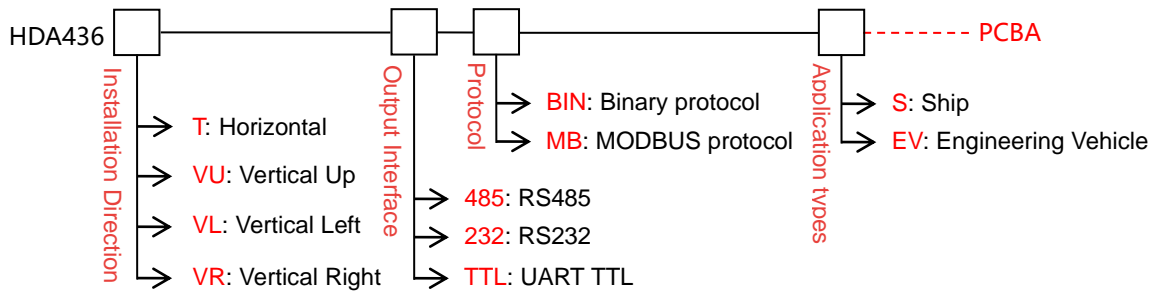 HDA436
PCBA
Installation Direction
T: Horizontal
VU: Vertical Up
VL: Vertical Left
VR: Vertical Right
Output Interface
485: RS485
232: RS232
TTL: UART TTL
Protocol
BIN: Binary protocol
MB: MODBUS protocol
Application types
S: Ship
EV: Engineering Vehicle